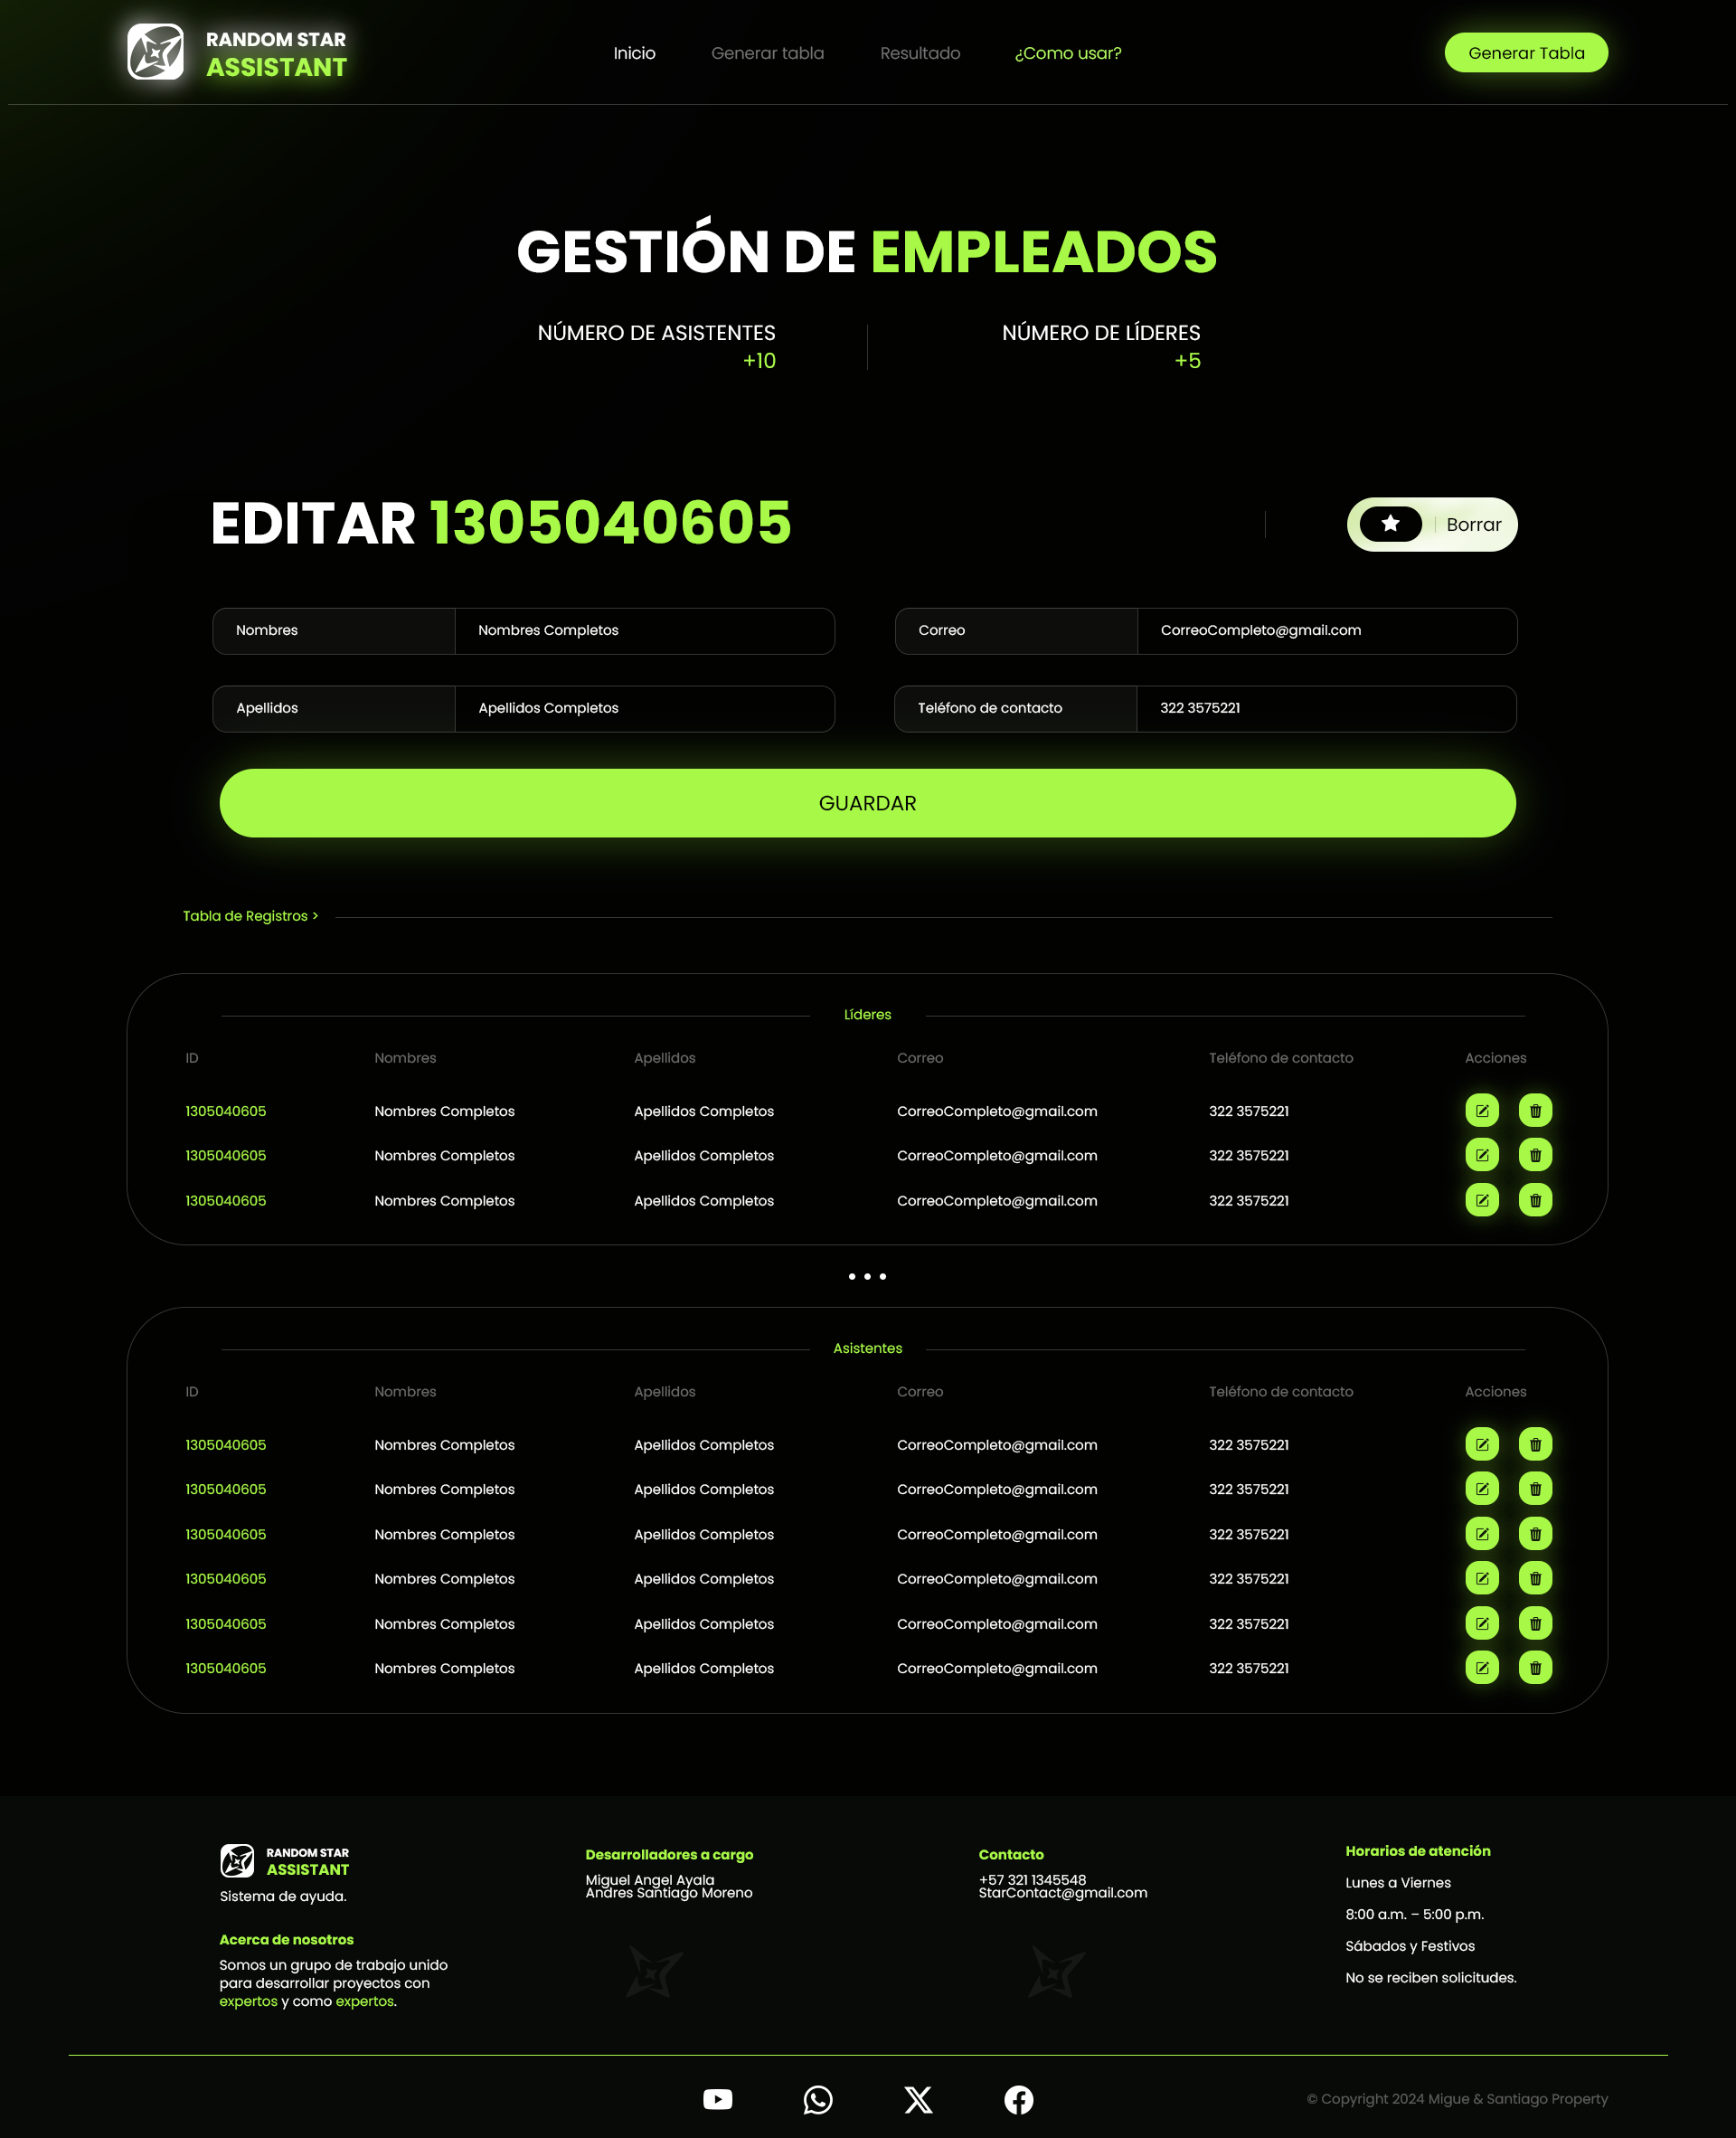 RANDOM STAR
ASSISTANT
Inicio Generar tabla Resultado ¿Como usar?
Generar Tabla
GESTIÓN DE EMPLEADOS
NÚMERO DE ASISTENTES
+10
NÚMERO DE LÍDERES
+5
EDITAR 1305040605
Borrar
Nombres Nombres Completos
Correo CorreoCompleto@gmail.com
Apellidos Apellidos Completos
Teléfono de contacto 322 3575221
GUARDAR
Tabla de Registros >
Líderes
ID Nombres Apellidos Correo Teléfono de contacto Acciones
1305040605 Nombres Completos Apellidos Completos CorreoCompleto@gmail.com 322 3575221
1305040605 Nombres Completos Apellidos Completos CorreoCompleto@gmail.com 322 3575221
1305040605 Nombres Completos Apellidos Completos CorreoCompleto@gmail.com 322 3575221
Asistentes
ID Nombres Apellidos Correo Teléfono de contacto Acciones
1305040605 Nombres Completos Apellidos Completos CorreoCompleto@gmail.com 322 3575221
1305040605 Nombres Completos Apellidos Completos CorreoCompleto@gmail.com 322 3575221
1305040605 Nombres Completos Apellidos Completos CorreoCompleto@gmail.com 322 3575221
1305040605 Nombres Completos Apellidos Completos CorreoCompleto@gmail.com 322 3575221
1305040605 Nombres Completos Apellidos Completos CorreoCompleto@gmail.com 322 3575221
1305040605 Nombres Completos Apellidos Completos CorreoCompleto@gmail.com 322 3575221
RANDOM STAR
ASSISTANT
Sistema de ayuda.
Acerca de nosotros
Somos un grupo de trabajo unido
para desarrollar proyectos con
expertos y como expertos.
Desarrolladores a cargo
Miguel Angel Ayala
Andres Santiago Moreno
Contacto
+57 321 1345548
StarContact@gmail.com
Horarios de atención
Lunes a Viernes
8:00 a.m. – 5:00 p.m.
Sábados y Festivos
No se reciben solicitudes.
© Copyright 2024 Migue & Santiago Property